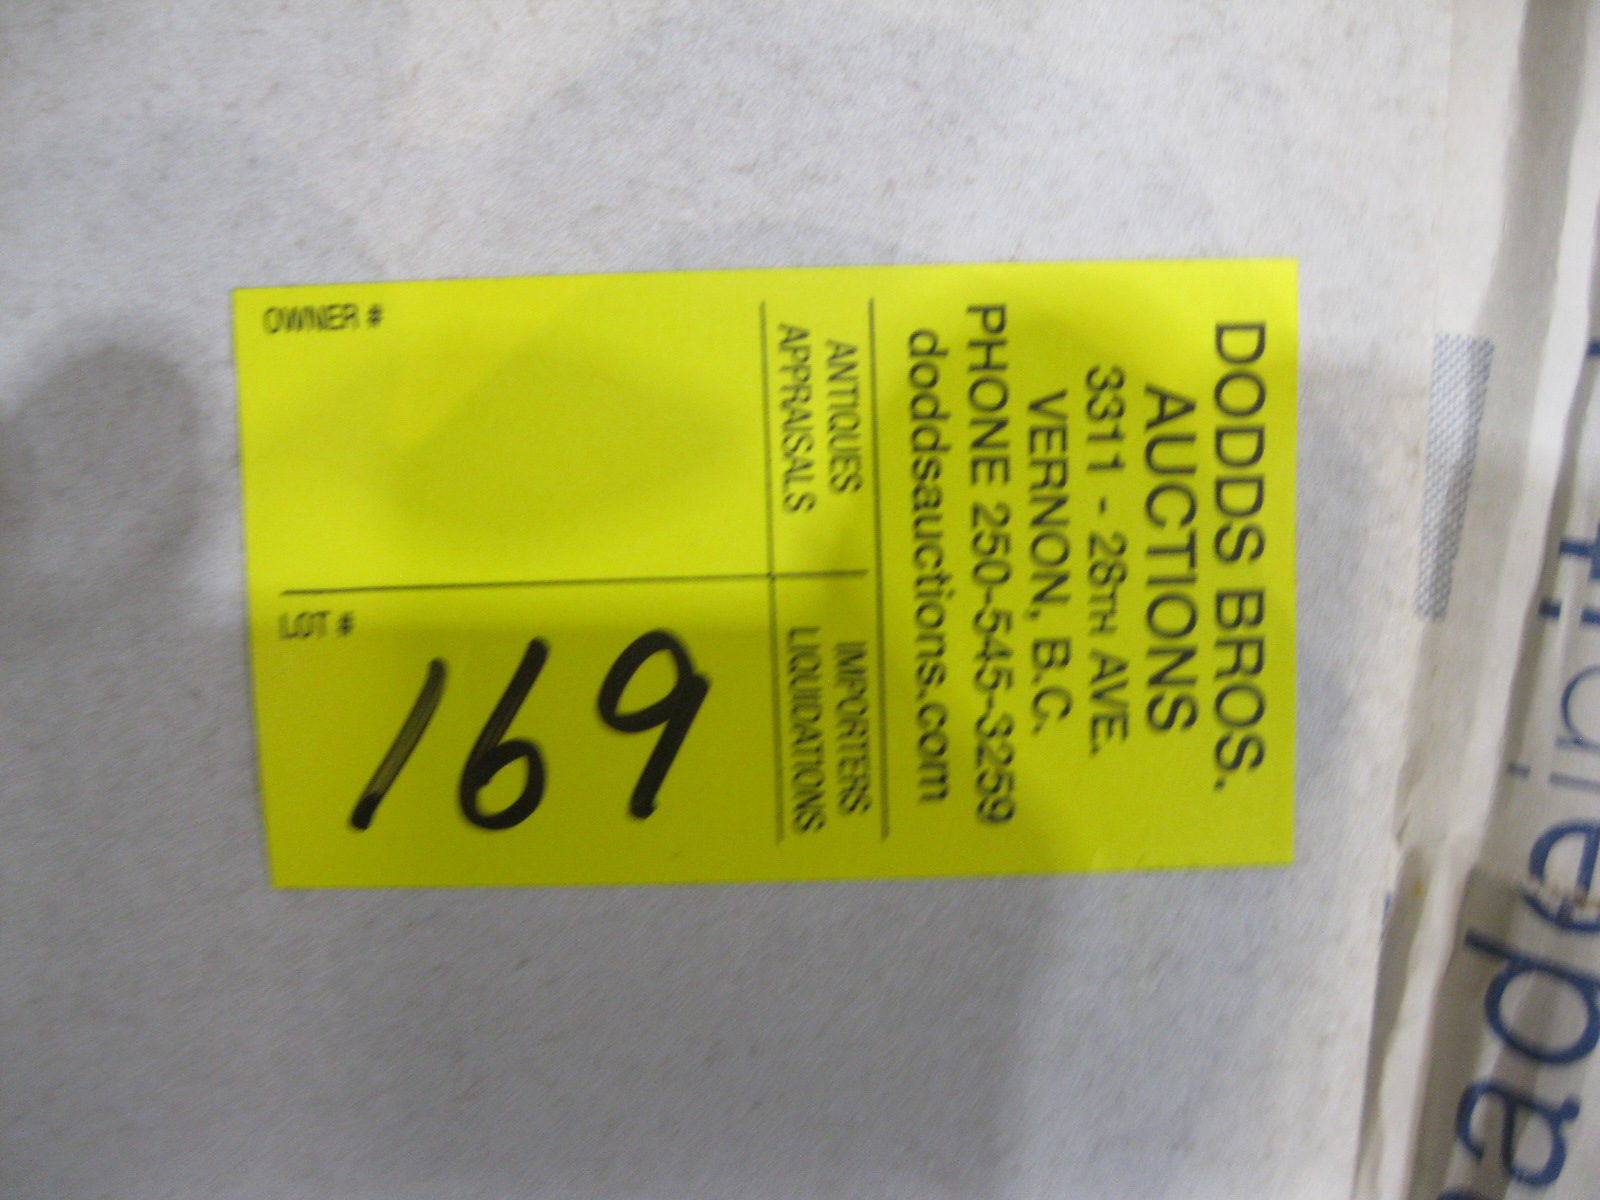 DODDS BROS.
AUCTIONS
3311 - 28TH AVE.
VERNON, B.C.
PHONE 250-545-3259
doddsauctions.com
ANTIQUES IMPORTERS
APPRAISALS LIQUIDATIONS
OWNER #
LOT #
169